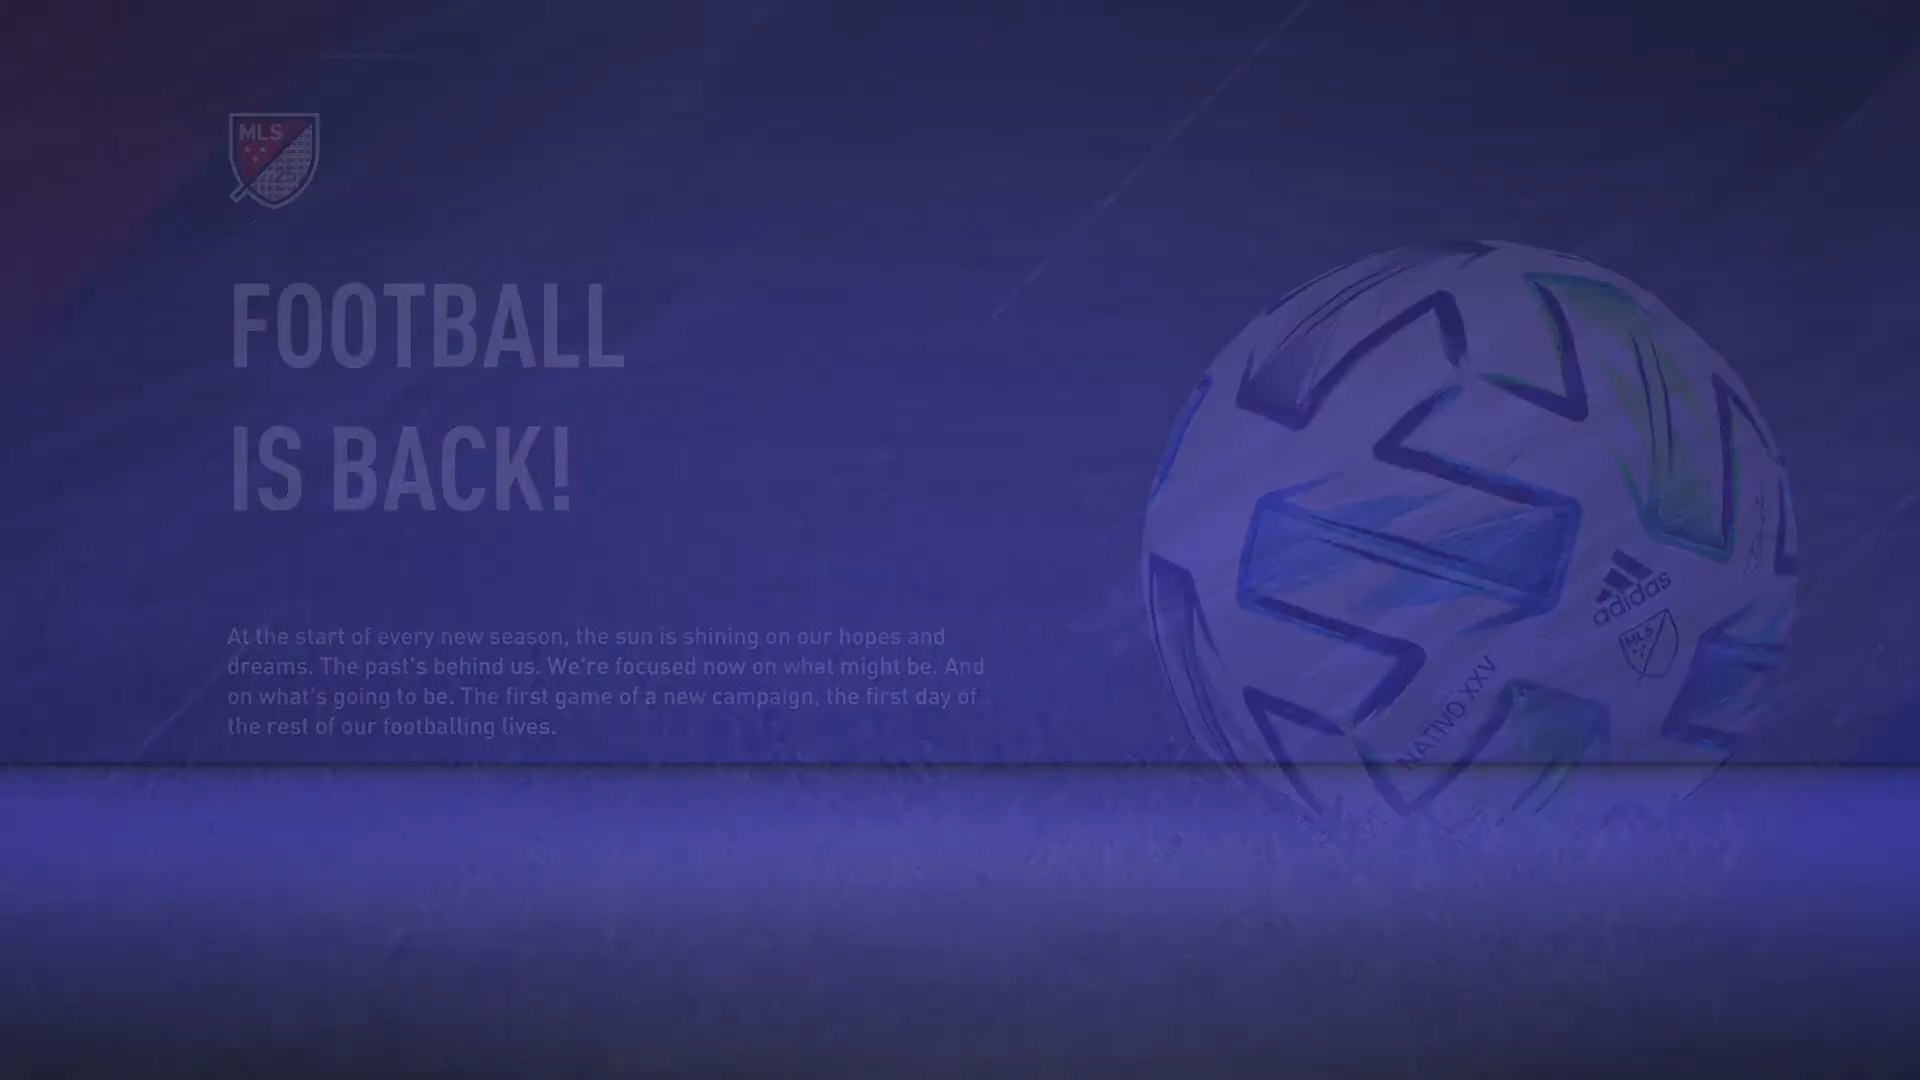 MLS
25
FOOTBALL
IS BACK!
At the start of every new season, the sun is shining on our hopes and
dreams. The past's behind us. We're focused now on what might be. And
on what's going to be. The first game of a new campaign, the first day of
the rest of our footballing lives.
adidas
MLS
NATIVO XXV